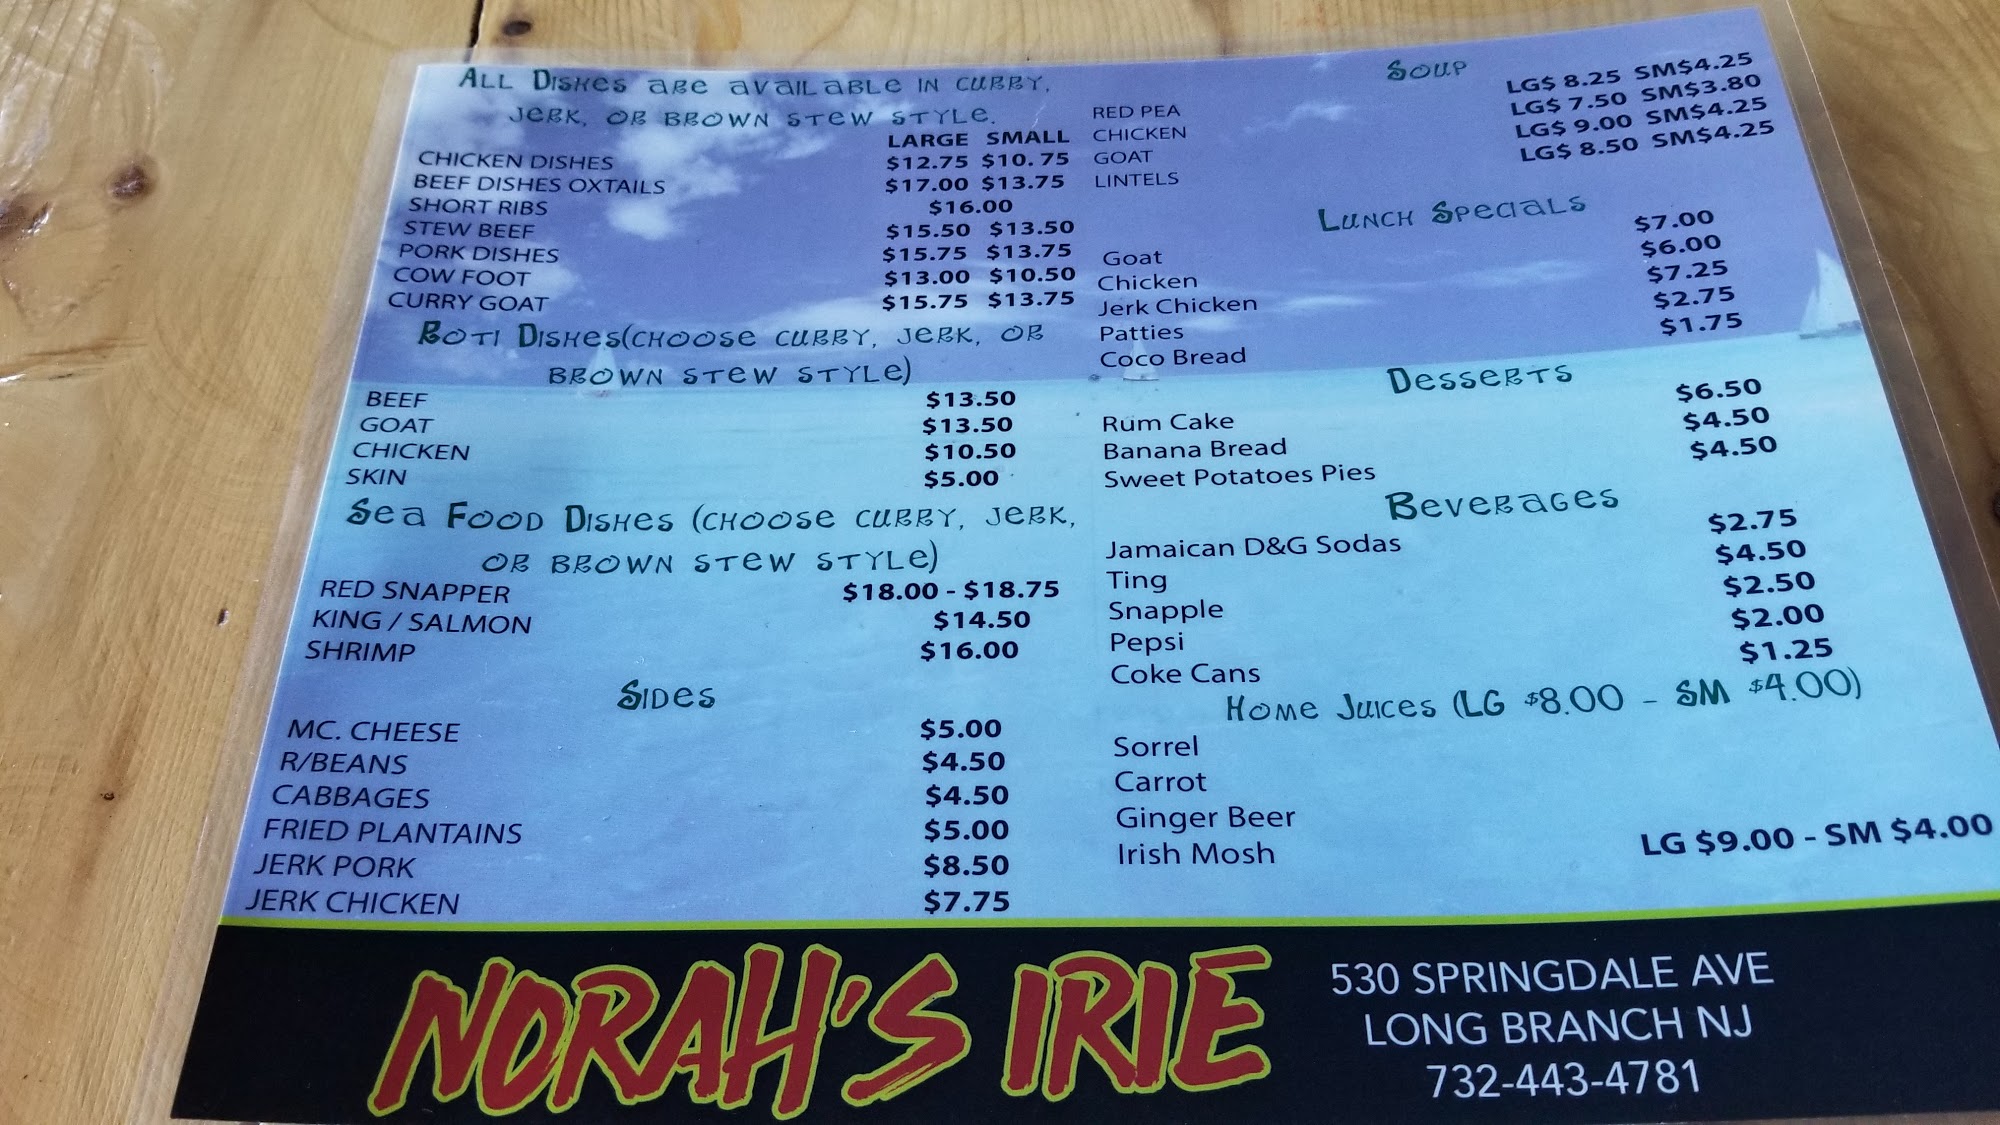 All Dishes are available in curry,
jerk, or brown stew style.
LARGE SMALL
CHICKEN DISHES $12.75 $10.75
BEEF DISHES OXTAILS $17.00 $13.75
SHORT RIBS $16.00
STEW BEEF $15.50 $13.50
PORK DISHES $15.75 $13.75
COW FOOT $13.00 $10.50
CURRY GOAT $15.75 $13.75
Roti Dishes(choose curry, jerk, or
brown stew style)
BEEF $13.50
GOAT $13.50
CHICKEN $10.50
SKIN $5.00
Sea Food Dishes (choose curry, jerk,
or brown stew style)
RED SNAPPER $18.00 - $18.75
KING / SALMON $14.50
SHRIMP $16.00
Sides
MC. CHEESE $5.00
R/BEANS $4.50
CABBAGES $4.50
FRIED PLANTAINS $5.00
JERK PORK $8.50
JERK CHICKEN $7.75
Soup
RED PEA LG$ 8.25 SM$4.25
CHICKEN LG$ 7.50 SM$3.80
GOAT LG$ 9.00 SM$4.25
LINTELS LG$ 8.50 SM$4.25
Lunch Specials
Goat $7.00
Chicken $6.00
Jerk Chicken $7.25
Patties $2.75
Coco Bread $1.75
Desserts
Rum Cake $6.50
Banana Bread $4.50
Sweet Potatoes Pies $4.50
Beverages
Jamaican D&G Sodas $2.75
Ting $4.50
Snapple $2.50
Pepsi $2.00
Coke Cans $1.25
Home Juices (LG $8.00 - SM $4.00)
Sorrel
Carrot
Ginger Beer
Irish Mosh LG $9.00 - SM $4.00
NORAH'S IRIE
530 SPRINGDALE AVE
LONG BRANCH NJ
732-443-4781